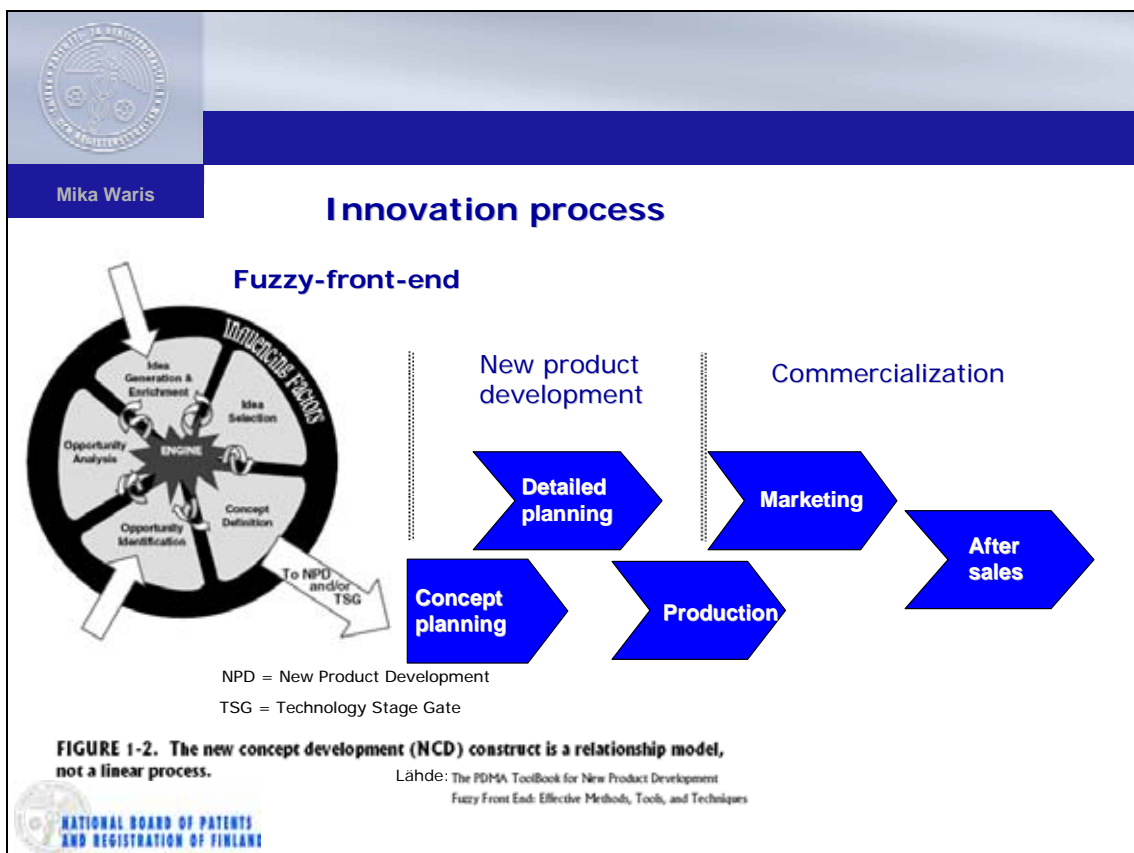 Mika Waris
Innovation process
Fuzzy-front-end
Influencing Factors
Idea
Generation &
Enrichment
Idea
Selection
Opportunity
Analysis
ENGINE
Concept
Definition
Opportunity
Identification
To NPD
and/or
TSG
New product
development
Commercialization
Detailed
planning
Marketing
After
sales
Concept
planning
Production
NPD = New Product Development
TSG = Technology Stage Gate
FIGURE 1-2. The new concept development (NCD) construct is a relationship model,
not a linear process.
Lähde: The PDMA ToolBook for New Product Development
Fuzzy Front End: Effective Methods, Tools, and Techniques
NATIONAL BOARD OF PATENTS
AND REGISTRATION OF FINLAND